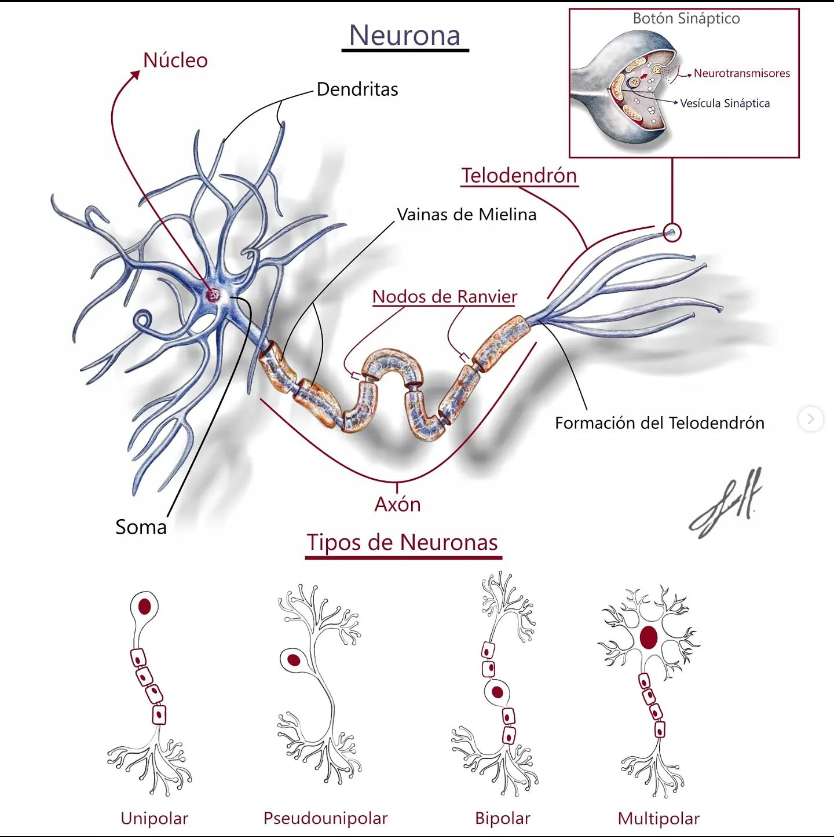 Neurona
Botón Sináptico
Núcleo
Neurotransmisores
Dendritas
Vesícula Sináptica
Telodendrón
Vainas de Mielina
Nodos de Ranvier
Formación del Telodendrón
Axón
Soma
Tipos de Neuronas
Unipolar
Pseudounipolar
Bipolar
Multipolar